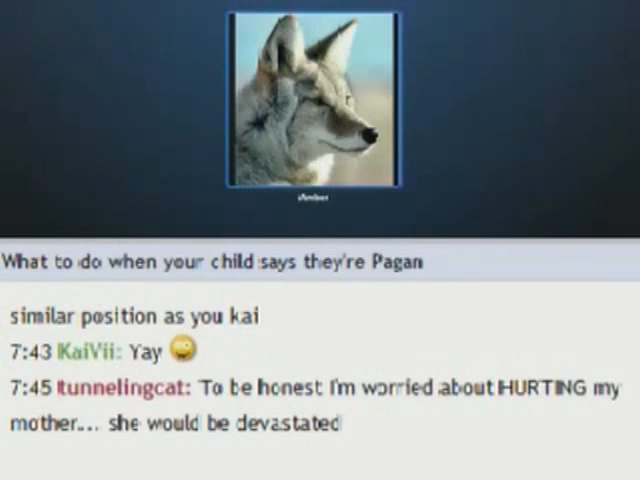 What to do when your child says they're Pagan
similar position as you kai
7:43 KaiVii: Yay
7:45 tunnelingcat: To be honest I'm worried about HURTING my
mother... she would be devastated